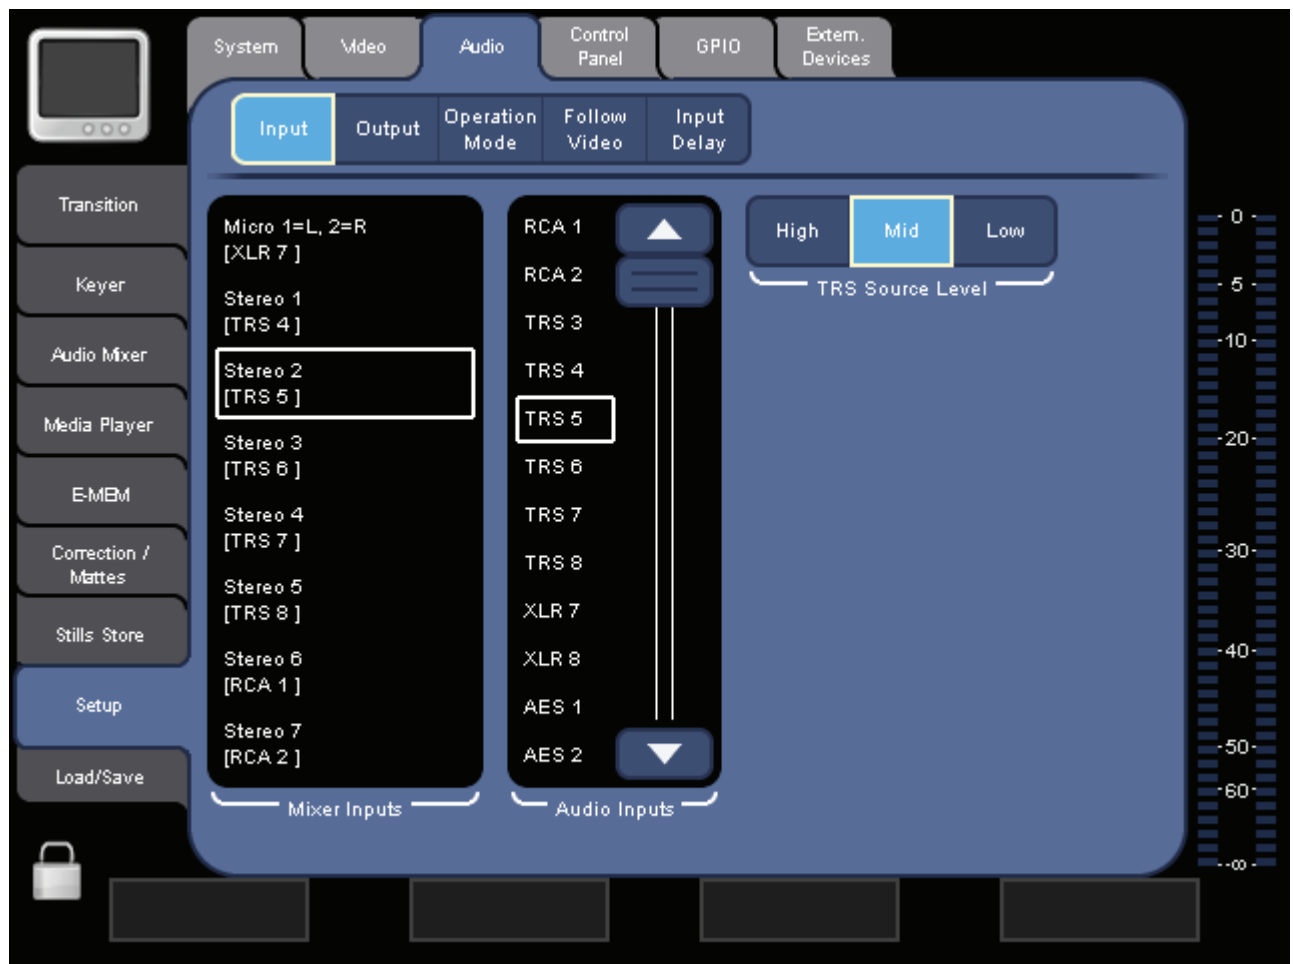 System
Video
Audio
Control
Panel
GPIO
Extern.
Devices
Input
Output
Operation
Mode
Follow
Video
Input
Delay
Transition
Keyer
Audio Mixer
Media Player
E-MEM
Correction /
Mattes
Stills Store
Setup
Load/Save
Micro 1=L, 2=R
[XLR 7 ]
Stereo 1
[TRS 4 ]
Stereo 2
[TRS 5 ]
Stereo 3
[TRS 6 ]
Stereo 4
[TRS 7 ]
Stereo 5
[TRS 8 ]
Stereo 6
[RCA 1 ]
Stereo 7
[RCA 2 ]
Mixer Inputs
RCA 1
RCA 2
TRS 3
TRS 4
TRS 5
TRS 6
TRS 7
TRS 8
XLR 7
XLR 8
AES 1
AES 2
Audio Inputs
High
Mid
Low
TRS Source Level
- 0 -
- 5 -
-10-
-20-
-30-
-40-
-50-
-60-
--∞-